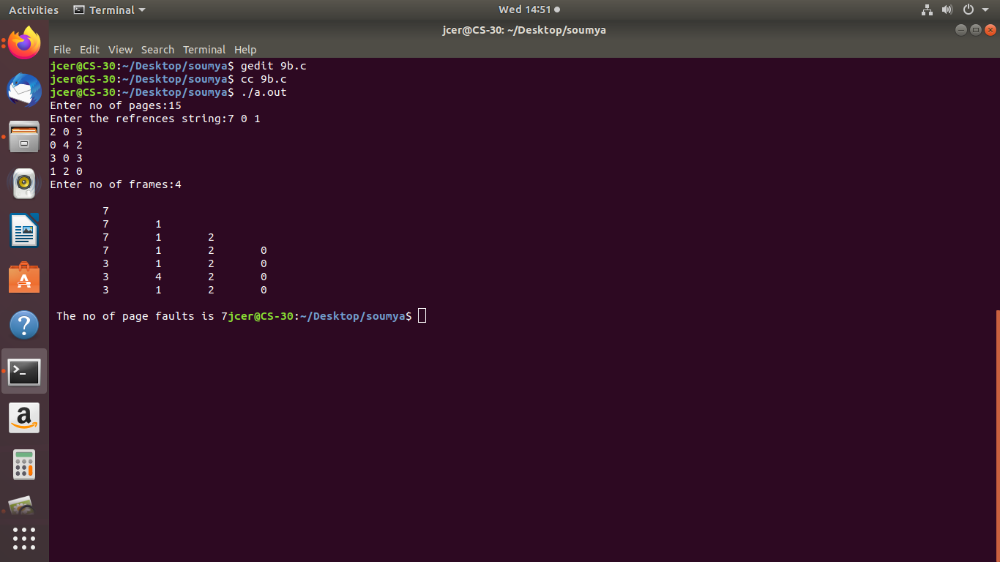 Activities Terminal Wed 14:51
jcer@CS-30: ~/Desktop/soumya
File Edit View Search Terminal Help
jcer@CS-30:~/Desktop/soumya$ gedit 9b.c
jcer@CS-30:~/Desktop/soumya$ cc 9b.c
jcer@CS-30:~/Desktop/soumya$ ./a.out
Enter no of pages:15
Enter the refrences string:7 0 1
2 0 3
0 4 2
3 0 3
1 2 0
Enter no of frames:4
7
7 1
7 1 2
7 1 2 0
3 1 2 0
3 4 2 0
3 1 2 0
The no of page faults is 7jcer@CS-30:~/Desktop/soumya$